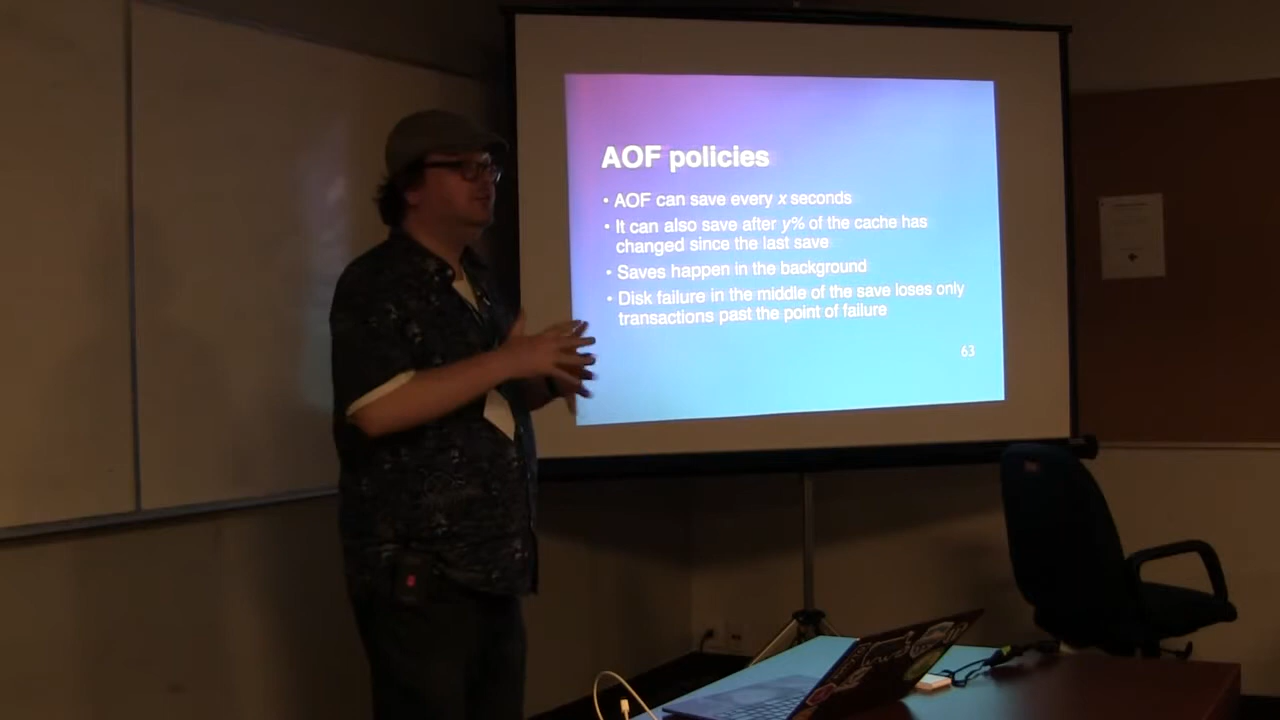 AOF policies
• AOF can save every x seconds
• It can also save after y% of the cache has
changed since the last save
• Saves happen in the background
• Disk failure in the middle of the save loses only
transactions past the point of failure
63